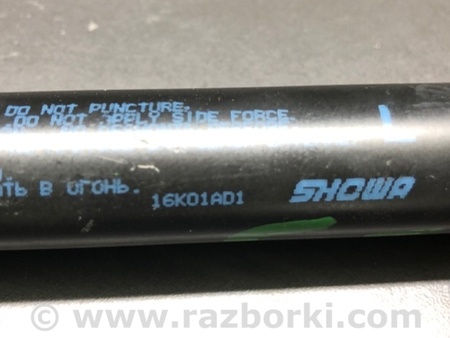 DO NOT PUNCTURE.
DO NOT APPLY SIDE FORCE.
L
ать в огонь.
16K01AD1
SHOWA
© www.razborki.com